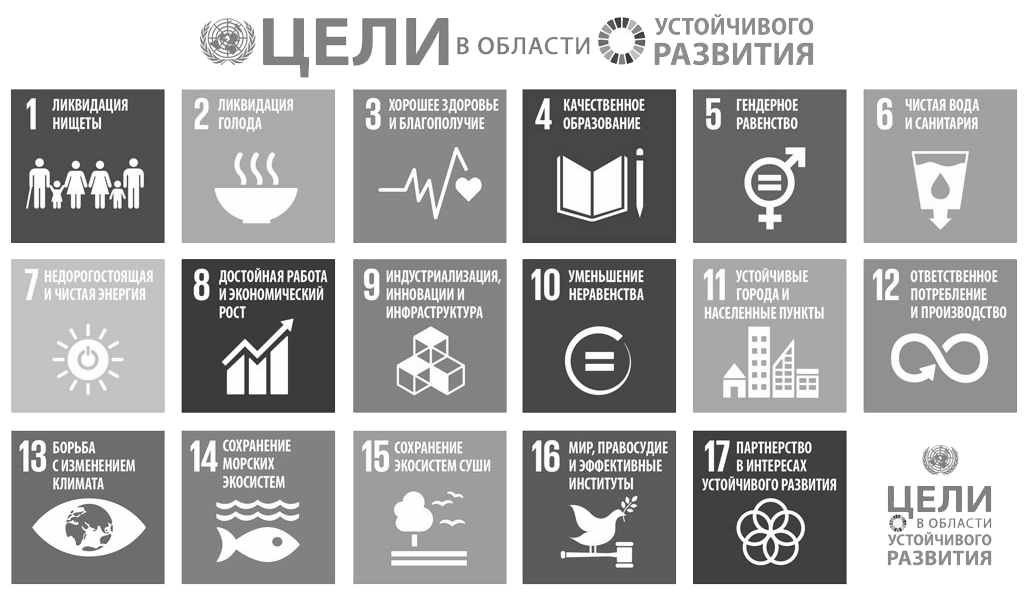 ЦЕЛИ В ОБЛАСТИ УСТОЙЧИВОГО
РАЗВИТИЯ
1 ЛИКВИДАЦИЯ
НИЩЕТЫ
2 ЛИКВИДАЦИЯ
ГОЛОДА
3 ХОРОШЕЕ ЗДОРОВЬЕ
И БЛАГОПОЛУЧИЕ
4 КАЧЕСТВЕННОЕ
ОБРАЗОВАНИЕ
5 ГЕНДЕРНОЕ
РАВЕНСТВО
6 ЧИСТАЯ ВОДА
И САНИТАРИЯ
7 НЕДОРОГОСТОЯЩАЯ
И ЧИСТАЯ ЭНЕРГИЯ
8 ДОСТОЙНАЯ РАБОТА
И ЭКОНОМИЧЕСКИЙ
РОСТ
9 ИНДУСТРИАЛИЗАЦИЯ,
ИННОВАЦИИ И
ИНФРАСТРУКТУРА
10 УМЕНЬШЕНИЕ
НЕРАВЕНСТВА
11 УСТОЙЧИВЫЕ
ГОРОДА И
НАСЕЛЕННЫЕ ПУНКТЫ
12 ОТВЕТСТВЕННОЕ
ПОТРЕБЛЕНИЕ
И ПРОИЗВОДСТВО
13 БОРЬБА
С ИЗМЕНЕНИЕМ
КЛИМАТА
14 СОХРАНЕНИЕ
МОРСКИХ
ЭКОСИСТЕМ
15 СОХРАНЕНИЕ
ЭКОСИСТЕМ СУШИ
16 МИР, ПРАВОСУДИЕ
И ЭФФЕКТИВНЫЕ
ИНСТИТУТЫ
17 ПАРТНЕРСТВО
В ИНТЕРЕСАХ
УСТОЙЧИВОГО РАЗВИТИЯ
ЦЕЛИ
В ОБЛАСТИ
УСТОЙЧИВОГО
РАЗВИТИЯ